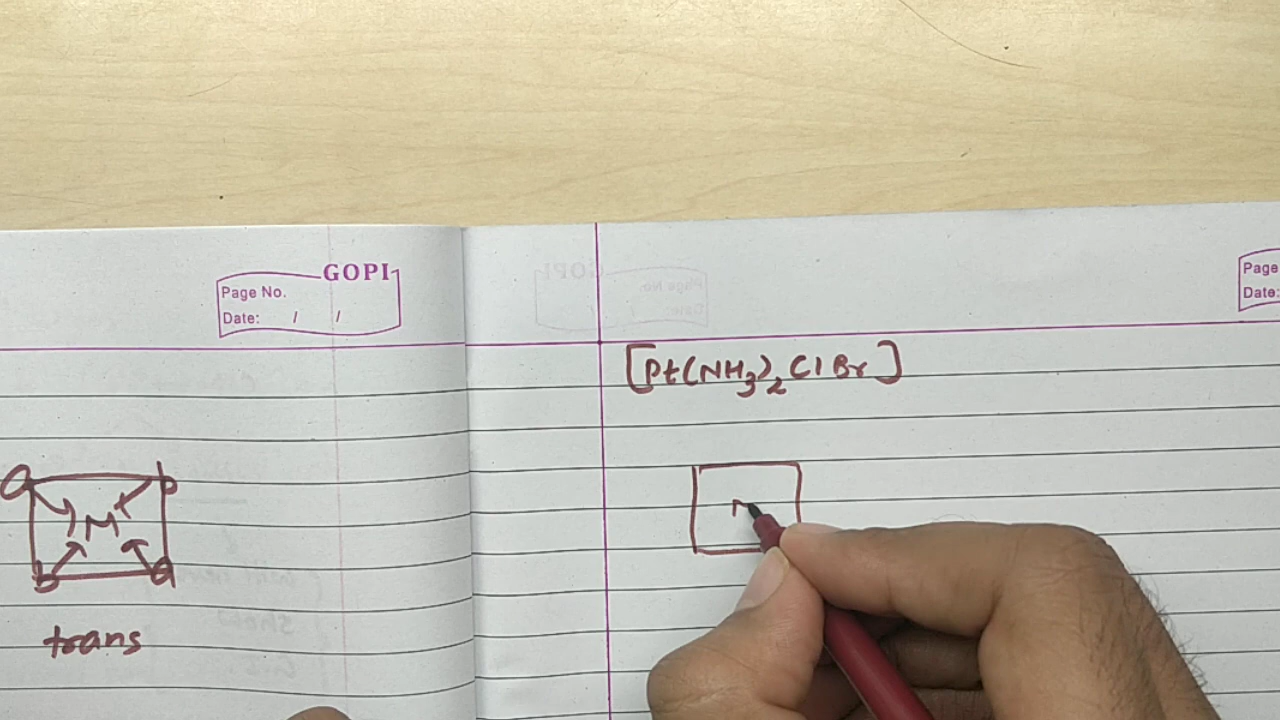 GOPI
Page No.
Date: / /
a b
M
b a
trans
Page
Date:
[Pt(NH3)2ClBr]